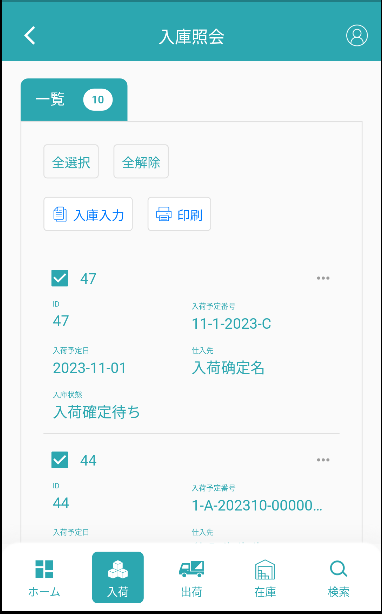 入庫照会
一覧 10
全選択 全解除
入庫入力 印刷
47
ID 入荷予定番号
47 11-1-2023-C
入荷予定日 仕入先
2023-11-01 入荷确定名
入庫状態
入荷確定待ち
44
ID 入荷予定番号
44 1-A-202310-00000...
入荷予定日 仕入先
ホーム 入荷 出荷 在庫 検索